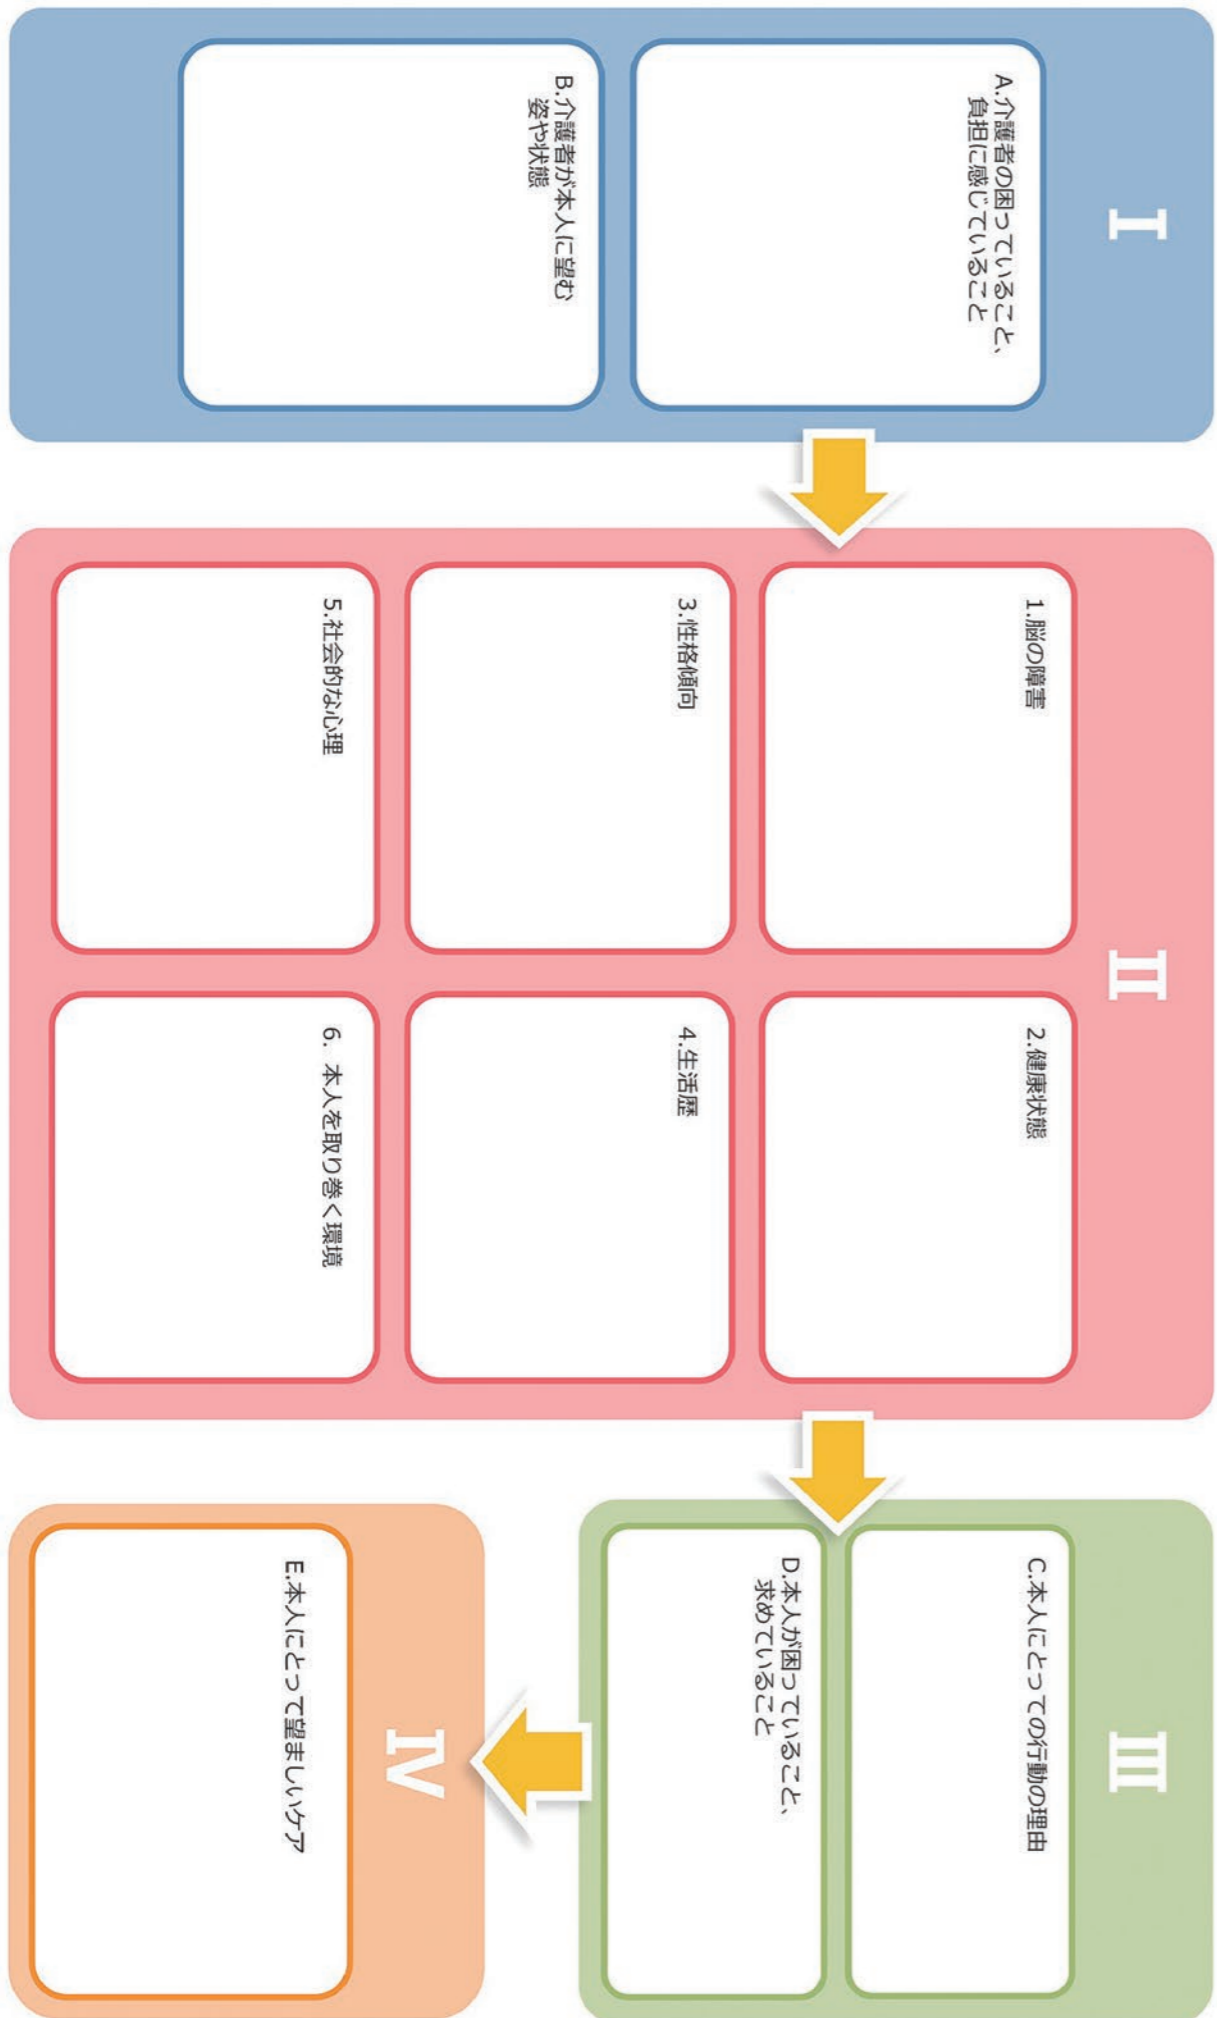 I
A.介護者の困っていること、
負担に感じていること
B.介護者が本人に望む
姿や状態
II
1.脳の障害
2.健康状態
3.性格傾向
4.生活歴
5.社会的な心理
6. 本人を取り巻く環境
III
C.本人にとっての行動の理由
D.本人が困っていること、
求めていること
IV
E.本人にとって望ましいケア